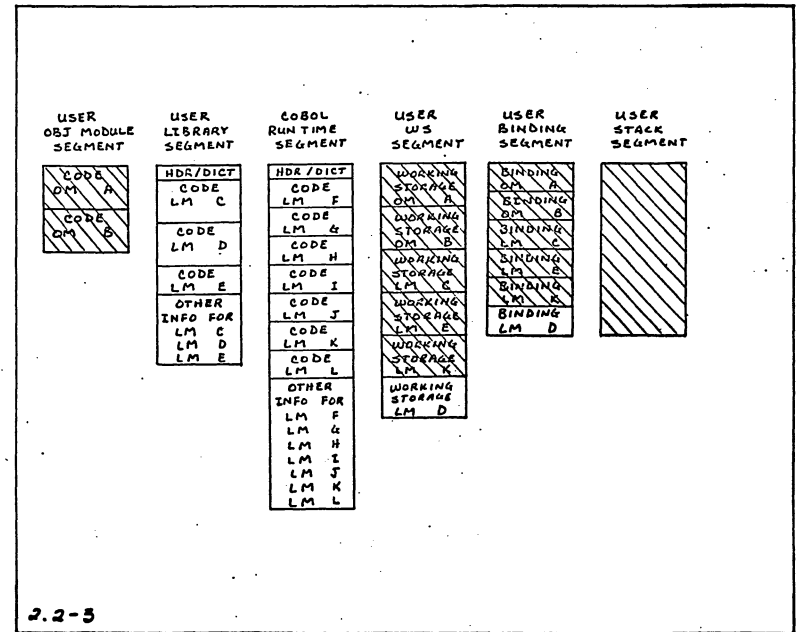 USER
OBJ MODULE
SEGMENT
CODE
OM A
CODE
OM B
USER
LIBRARY
SEGMENT
HDR/DICT
CODE
LM C
CODE
LM D
CODE
LM E
OTHER
INFO FOR
LM C
LM D
LM E
COBOL
RUN TIME
SEGMENT
HDR/DICT
CODE
LM F
CODE
LM G
CODE
LM H
CODE
LM I
CODE
LM J
CODE
LM K
CODE
LM L
OTHER
INFO FOR
LM F
LM G
LM H
LM I
LM J
LM K
LM L
USER
WS
SEGMENT
WORKING
STORAGE
OM A
WORKING
STORAGE
OM B
WORKING
STORAGE
LM C
WORKING
STORAGE
LM E
WORKING
STORAGE
LM K
WORKING
STORAGE
LM D
USER
BINDING
SEGMENT
BINDING
OM A
BINDING
OM B
BINDING
LM C
BINDING
LM E
BINDING
LM K
BINDING
LM D
USER
STACK
SEGMENT
2.2-3